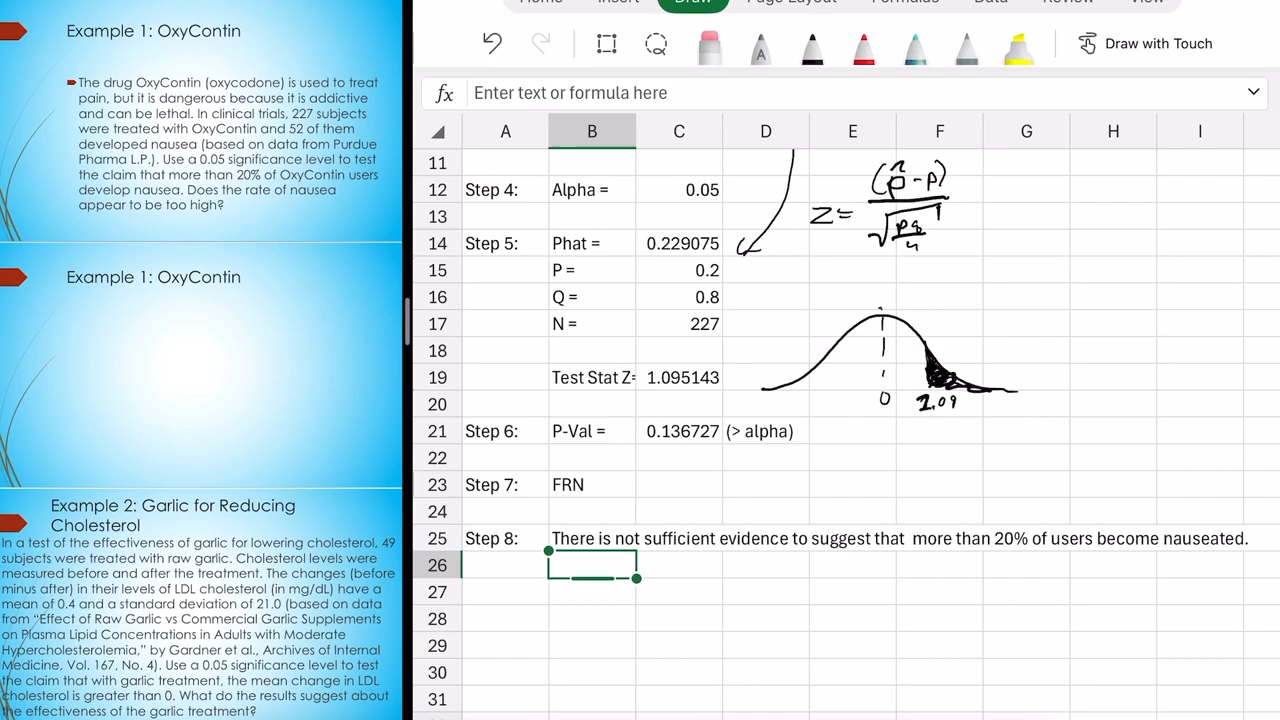 Example 1: OxyContin
The drug OxyContin (oxycodone) is used to treat
pain, but it is dangerous because it is addictive
and can be lethal. In clinical trials, 227 subjects
were treated with OxyContin and 52 of them
developed nausea (based on data from Purdue
Pharma L.P.). Use a 0.05 significance level to test
the claim that more than 20% of OxyContin users
develop nausea. Does the rate of nausea
appear to be too high?
Example 1: OxyContin
Example 2: Garlic for Reducing
Cholesterol
In a test of the effectiveness of garlic for lowering cholesterol, 49
subjects were treated with raw garlic. Cholesterol levels were
measured before and after the treatment. The changes (before
minus after) in their levels of LDL cholesterol (in mg/dL) have a
mean of 0.4 and a standard deviation of 21.0 (based on data
from “Effect of Raw Garlic vs Commercial Garlic Supplements
on Plasma Lipid Concentrations in Adults with Moderate
Hypercholesterolemia,” by Gardner et al., Archives of Internal
Medicine, Vol. 167, No. 4). Use a 0.05 significance level to test
the claim that with garlic treatment, the mean change in LDL
cholesterol is greater than 0. What do the results suggest about
the effectiveness of the garlic treatment?
Home Insert Draw Page Layout Formulas Data Review View
A Draw with Touch
fx Enter text or formula here
A B C D E F G H I
11
12 Step 4: Alpha = 0.05
13
14 Step 5: Phat = 0.229075
15 P = 0.2
16 Q = 0.8
17 N = 227
18
19 Test Stat Z= 1.095143
20
21 Step 6: P-Val = 0.136727 (> alpha)
22
23 Step 7: FRN
24
25 Step 8: There is not sufficient evidence to suggest that  more than 20% of users become nauseated.
26
27
28
29
30
31
z = (p̂ - p)
√ pq
n
0 1.09